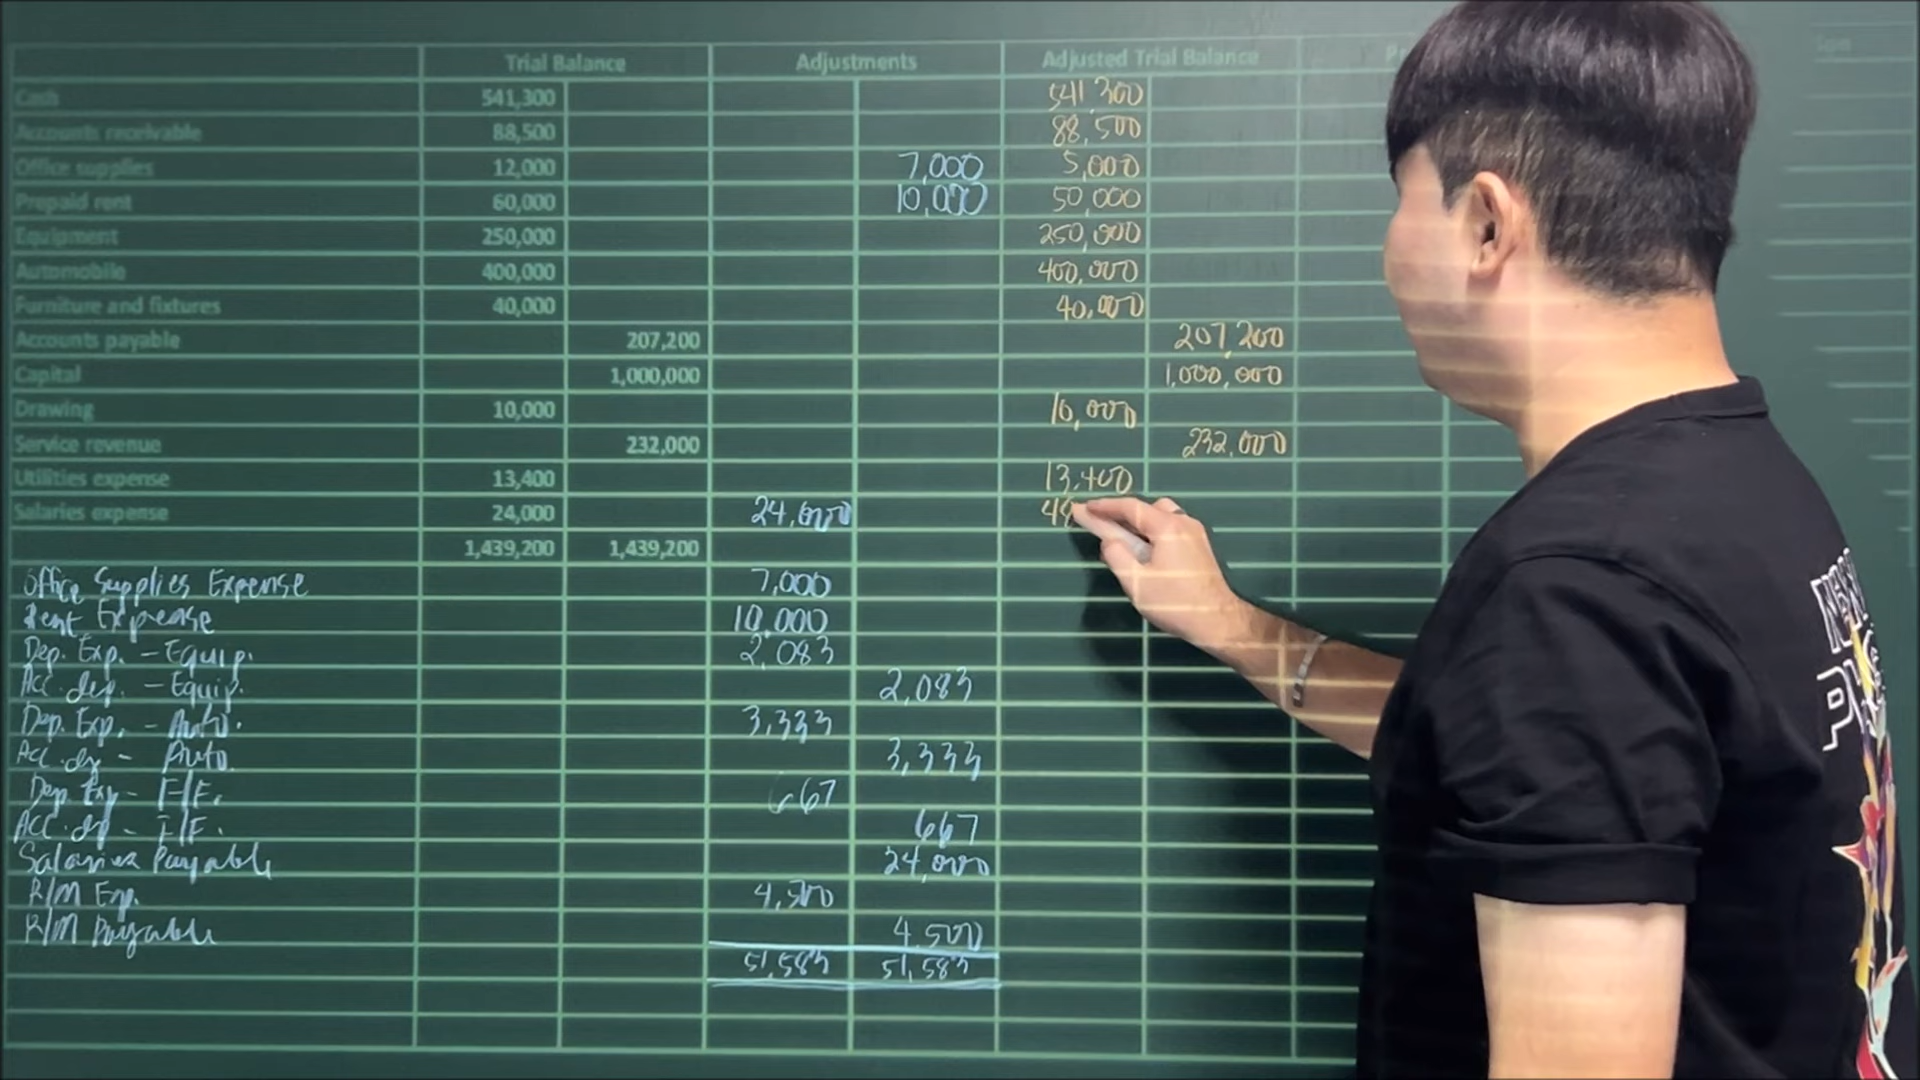 Trial Balance Adjustments Adjusted Trial Balance
Cash 541,300 541,300
Accounts receivable 88,500 88,500
Office supplies 12,000 7,000 5,000
Prepaid rent 60,000 10,000 50,000
Equipment 250,000 250,000
Automobile 400,000 400,000
Furniture and fixtures 40,000 40,000
Accounts payable 207,200 207,200
Capital 1,000,000 1,000,000
Drawing 10,000 10,000
Service revenue 232,000 232,000
Utilities expense 13,400 13,400
Salaries expense 24,000 24,000 48
1,439,200 1,439,200
Office Supplies Expense 7,000
Rent Expense 10,000
Dep. Exp. - Equip. 2,083
Acc. dep. - Equip. 2,083
Dep. Exp. - Auto. 3,333
Acc. dep - Auto. 3,333
Dep. Exp - F/F. 667
Acc. dep - F/F. 667
Salaries Payable 24,000
R/M Exp. 4,500
R/M Payable 4,500
51,583 51,583